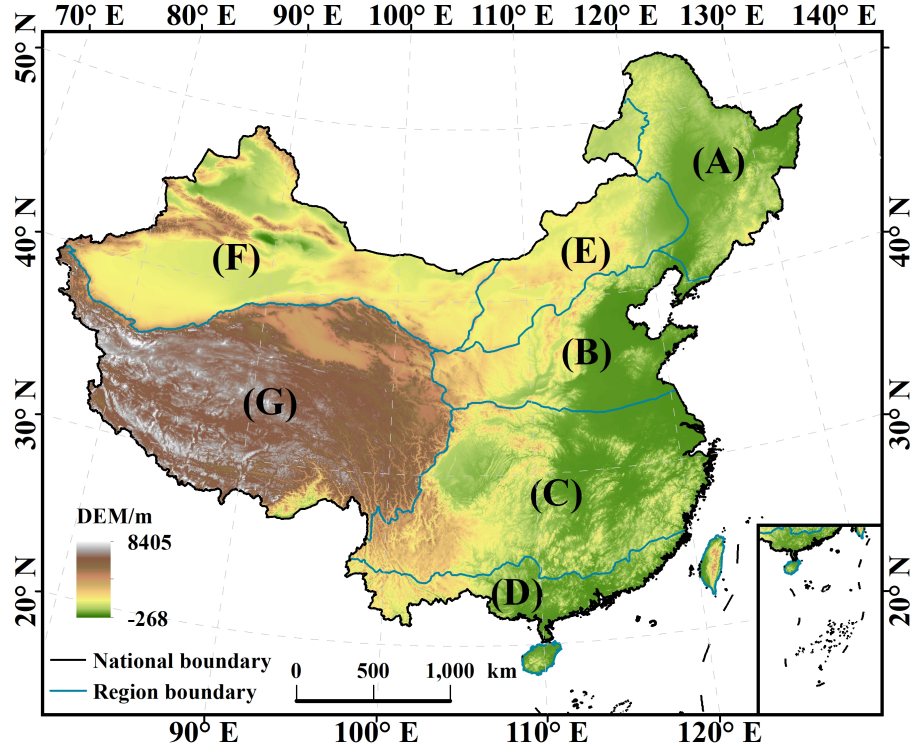 70° E 80° E 90° E 100° E 110° E 120° E 130° E 140° E
50° N
50° N
(A)
40° N
40° N
(E)
(F)
(B)
(G)
30° N
30° N
(C)
DEM/m
8405
-268
20° N
20° N
(D)
National boundary
0 500 1,000 km
Region boundary
90° E 100° E 110° E 120° E